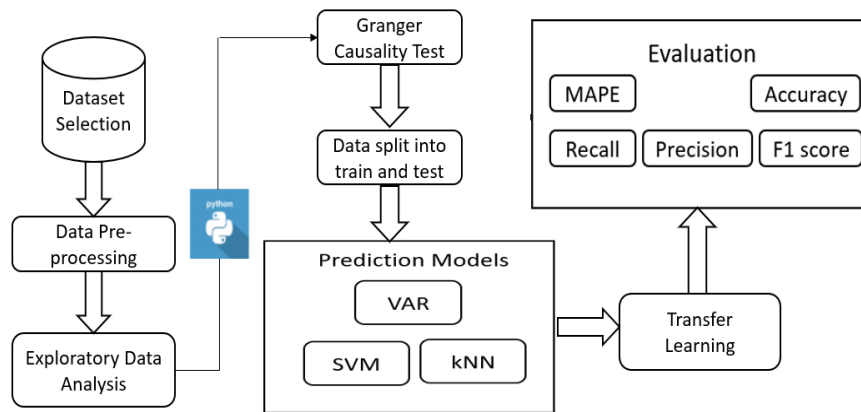 Dataset
Selection
Data Pre-
processing
Exploratory Data
Analysis
python
Granger
Causality Test
Data split into
train and test
Prediction Models
VAR
SVM
kNN
Transfer
Learning
Evaluation
MAPE
Accuracy
Recall
Precision
F1 score